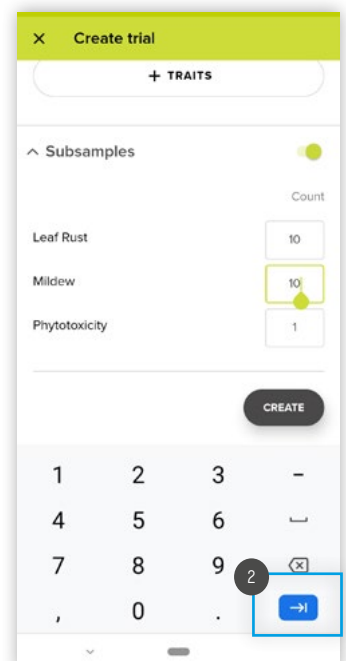 × Create trial
+ TRAITS
Subsamples
Count
Leaf Rust 10
Mildew 10
Phytotoxicity 1
CREATE
1 2 3 -
4 5 6
7 8 9
2
, 0 .